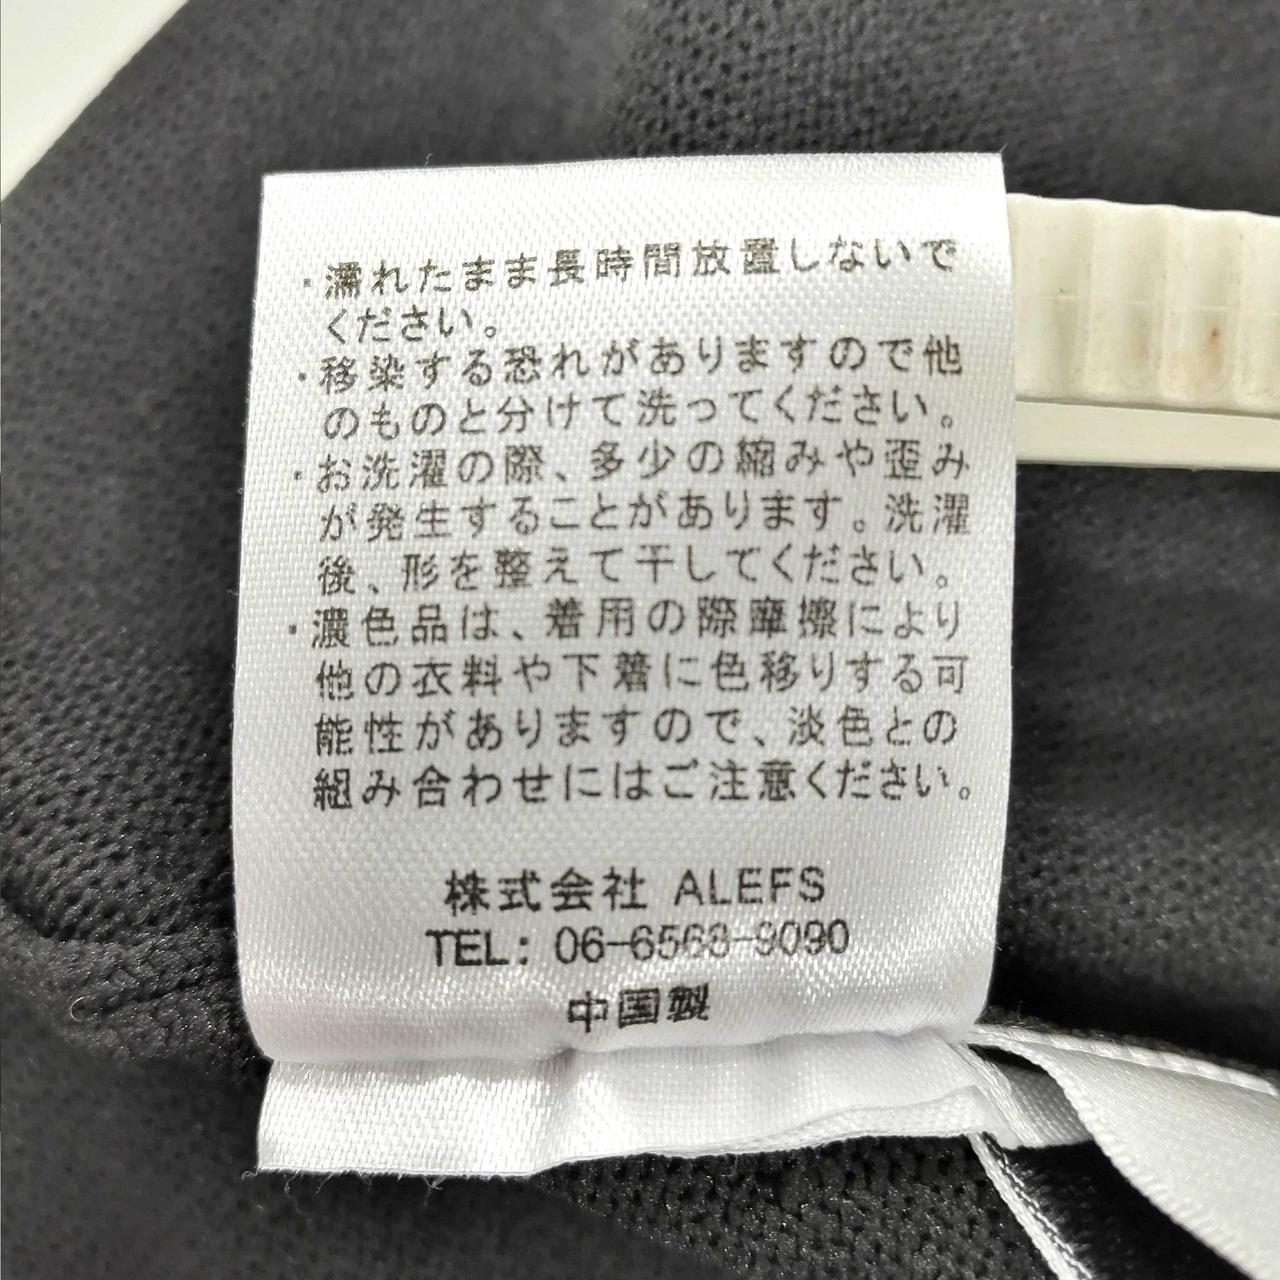 ・濡れたまま長時間放置しないで
ください。
・移染する恐れがありますので他
のものと分けて洗ってください。
・お洗濯の際、多少の縮みや歪み
が発生することがあります。洗濯
後、形を整えて干してください。
・濃色品は、着用の際摩擦により
他の衣料や下着に色移りする可
能性がありますので、淡色との
組み合わせにはご注意ください。
株式会社 ALEFS
TEL: 06-6568-9090
中国製